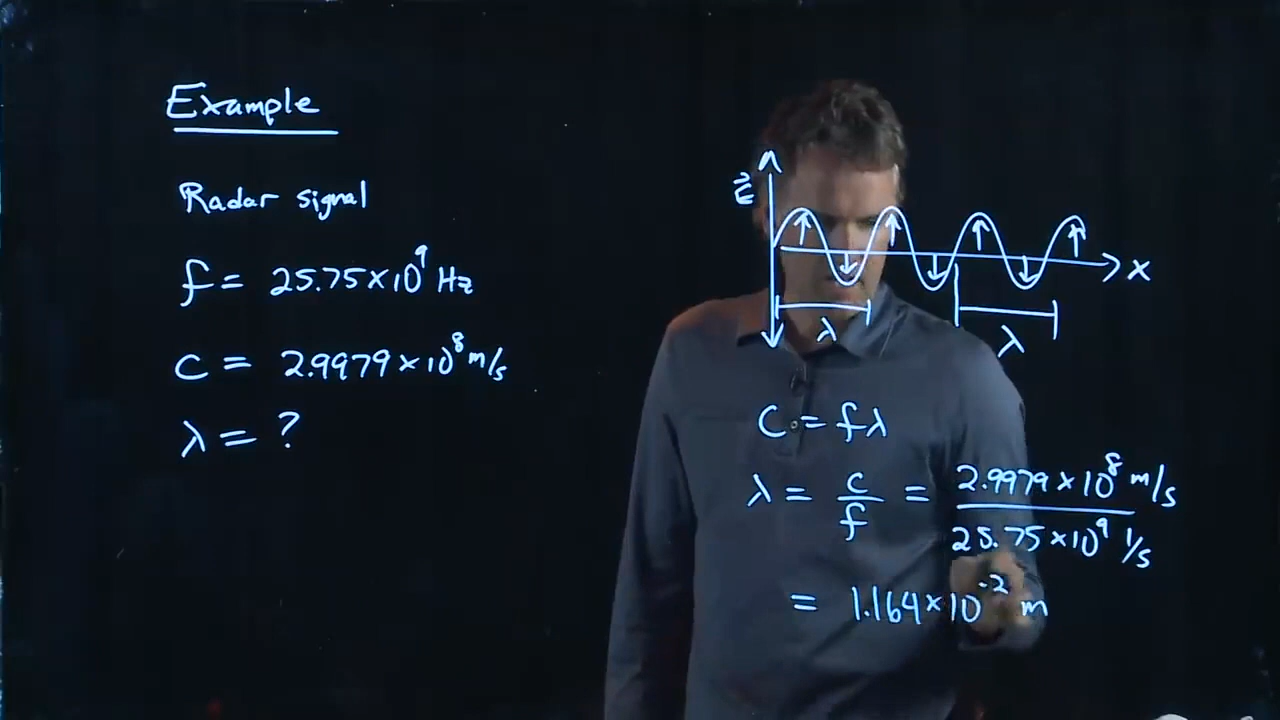 Example
Radar signal
f = 25.75×10⁹ Hz
c = 2.9979×10⁸ m/s
λ = ?
E⃗
x
λ
λ
c = fλ
λ = c/f = 2.9979×10⁸ m/s / 25.75×10⁹ 1/s
= 1.164×10⁻² m